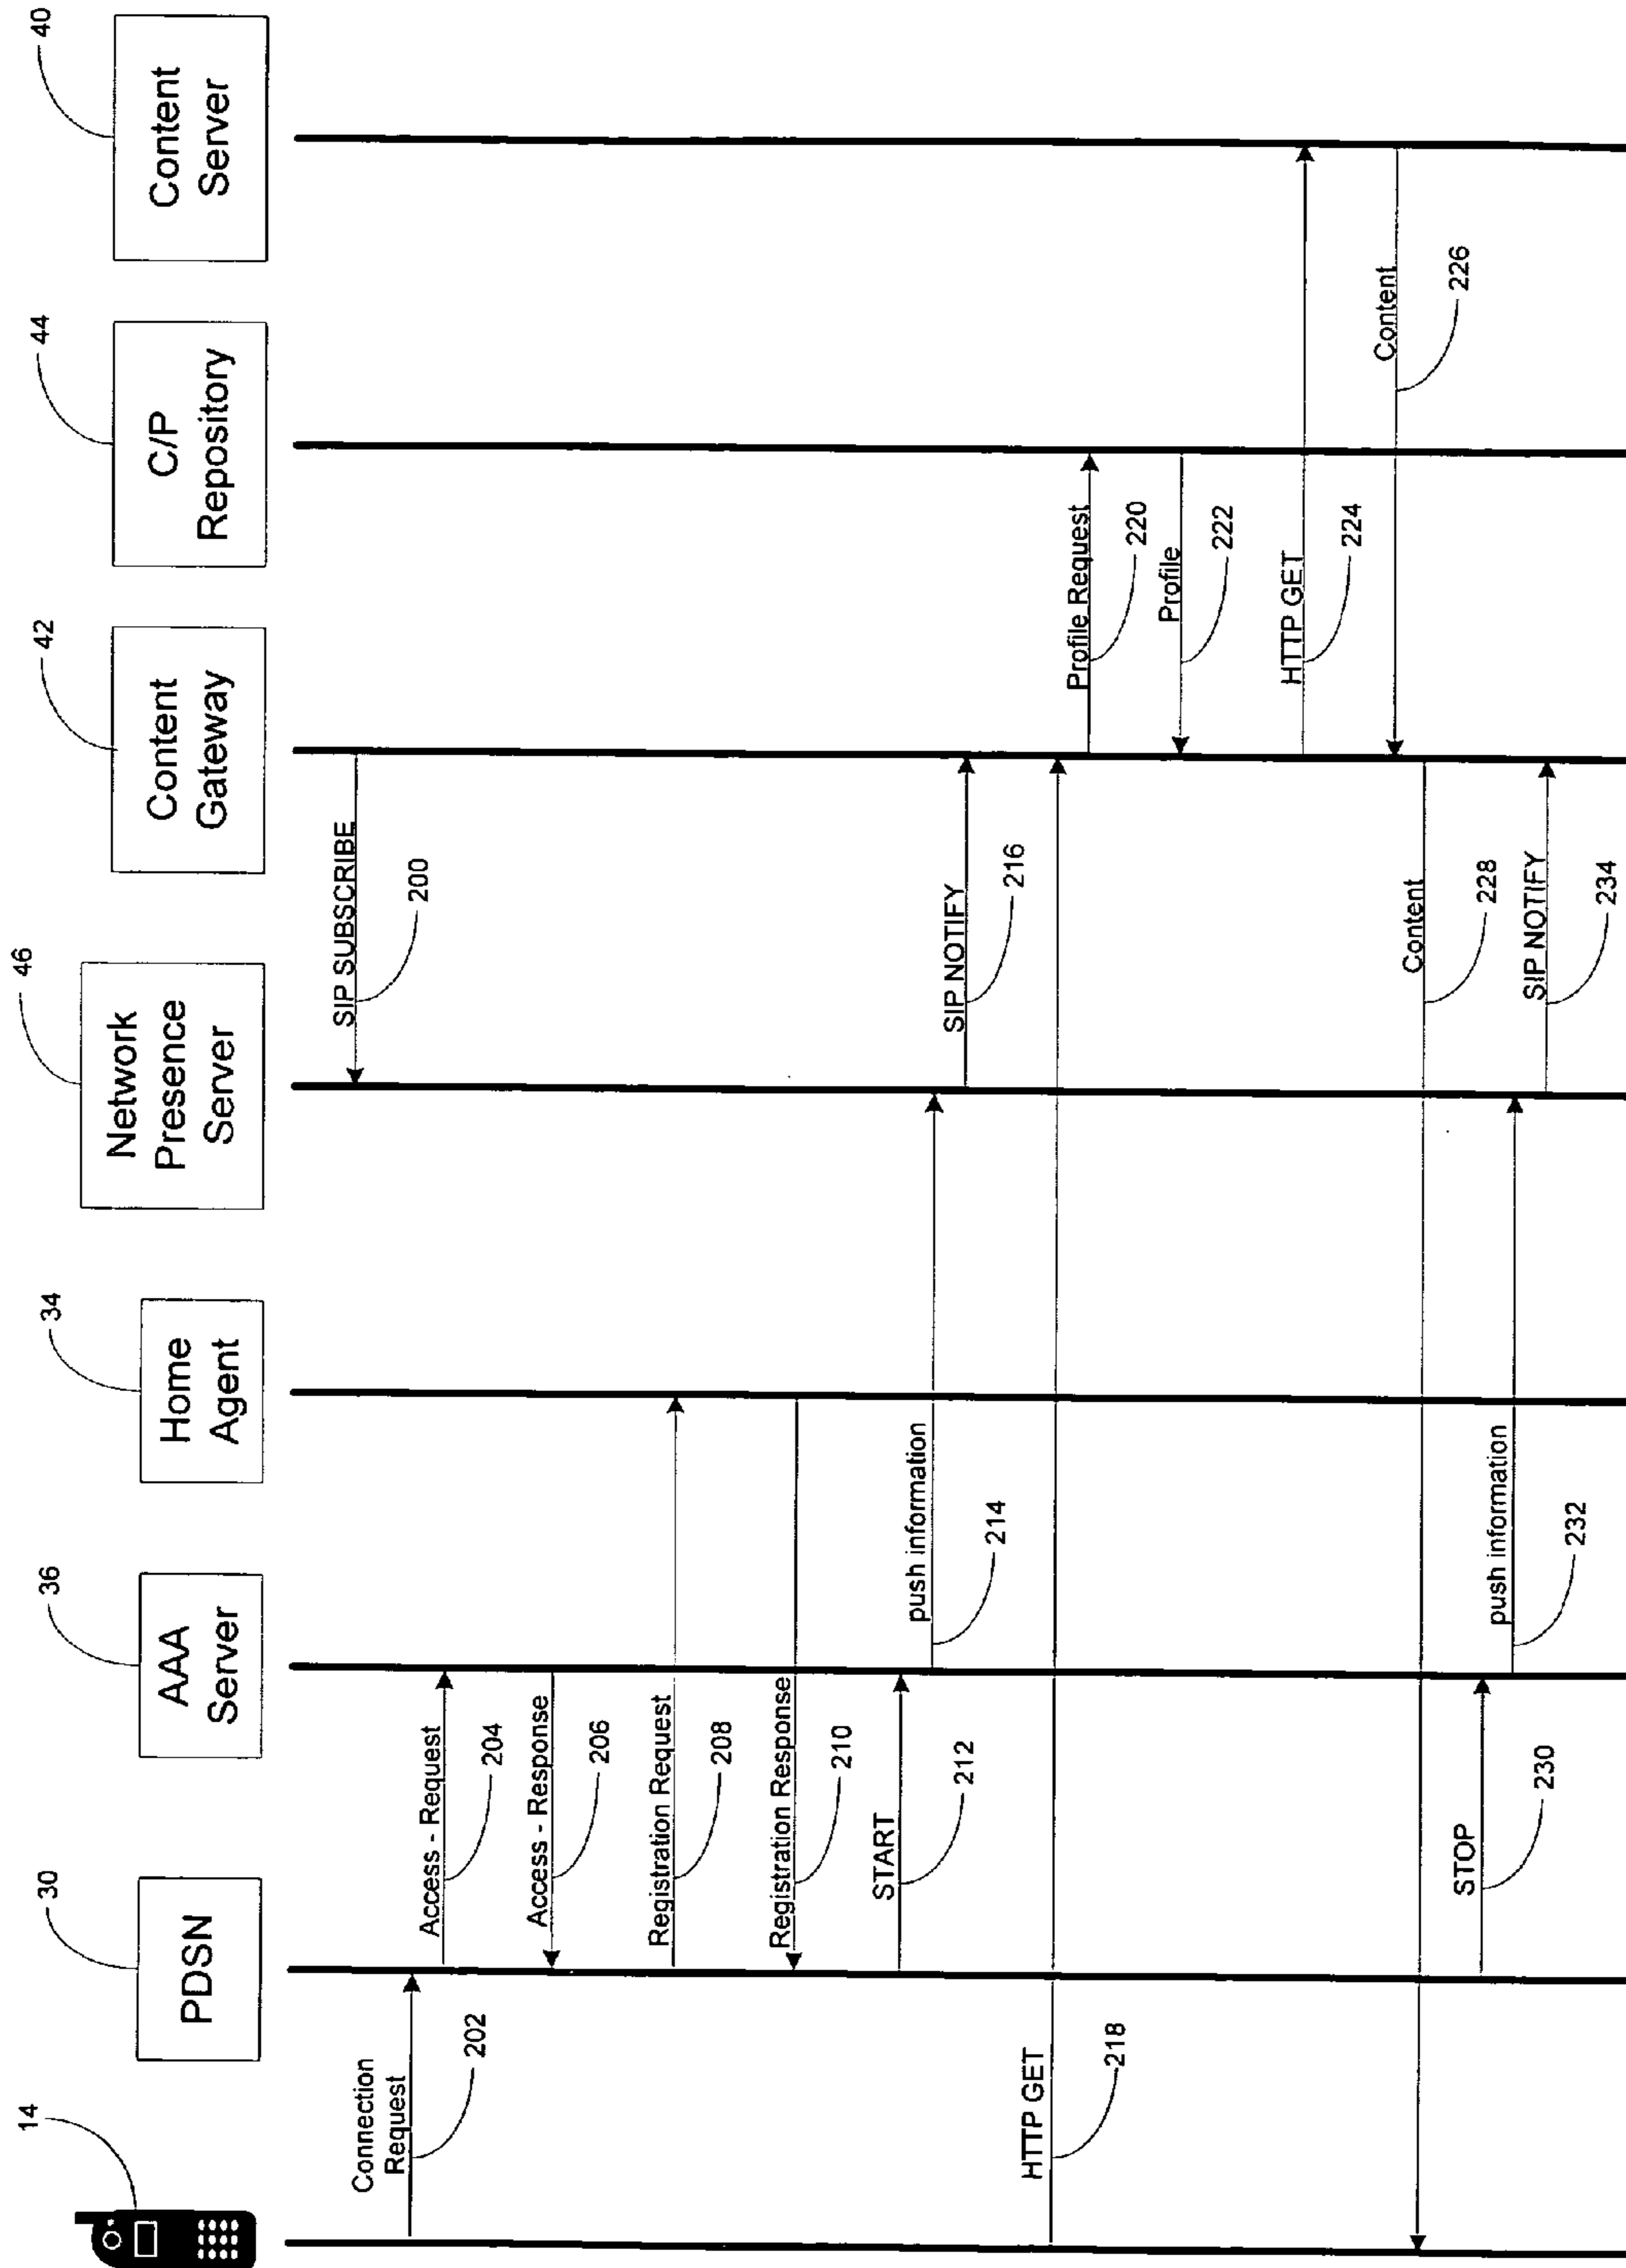 14
30
PDSN
36
AAA
Server
34
Home
Agent
46
Network
Presence
Server
42
Content
Gateway
44
C/P
Repository
40
Content
Server
SIP SUBSCRIBE
200
Connection
Request
202
Access - Request
204
Access - Response
206
Registration Request
208
Registration Response
210
START
212
push information
214
SIP NOTIFY
216
HTTP GET
218
Profile Request
220
Profile
222
HTTP GET
224
Content
226
Content
228
STOP
230
push information
232
SIP NOTIFY
234